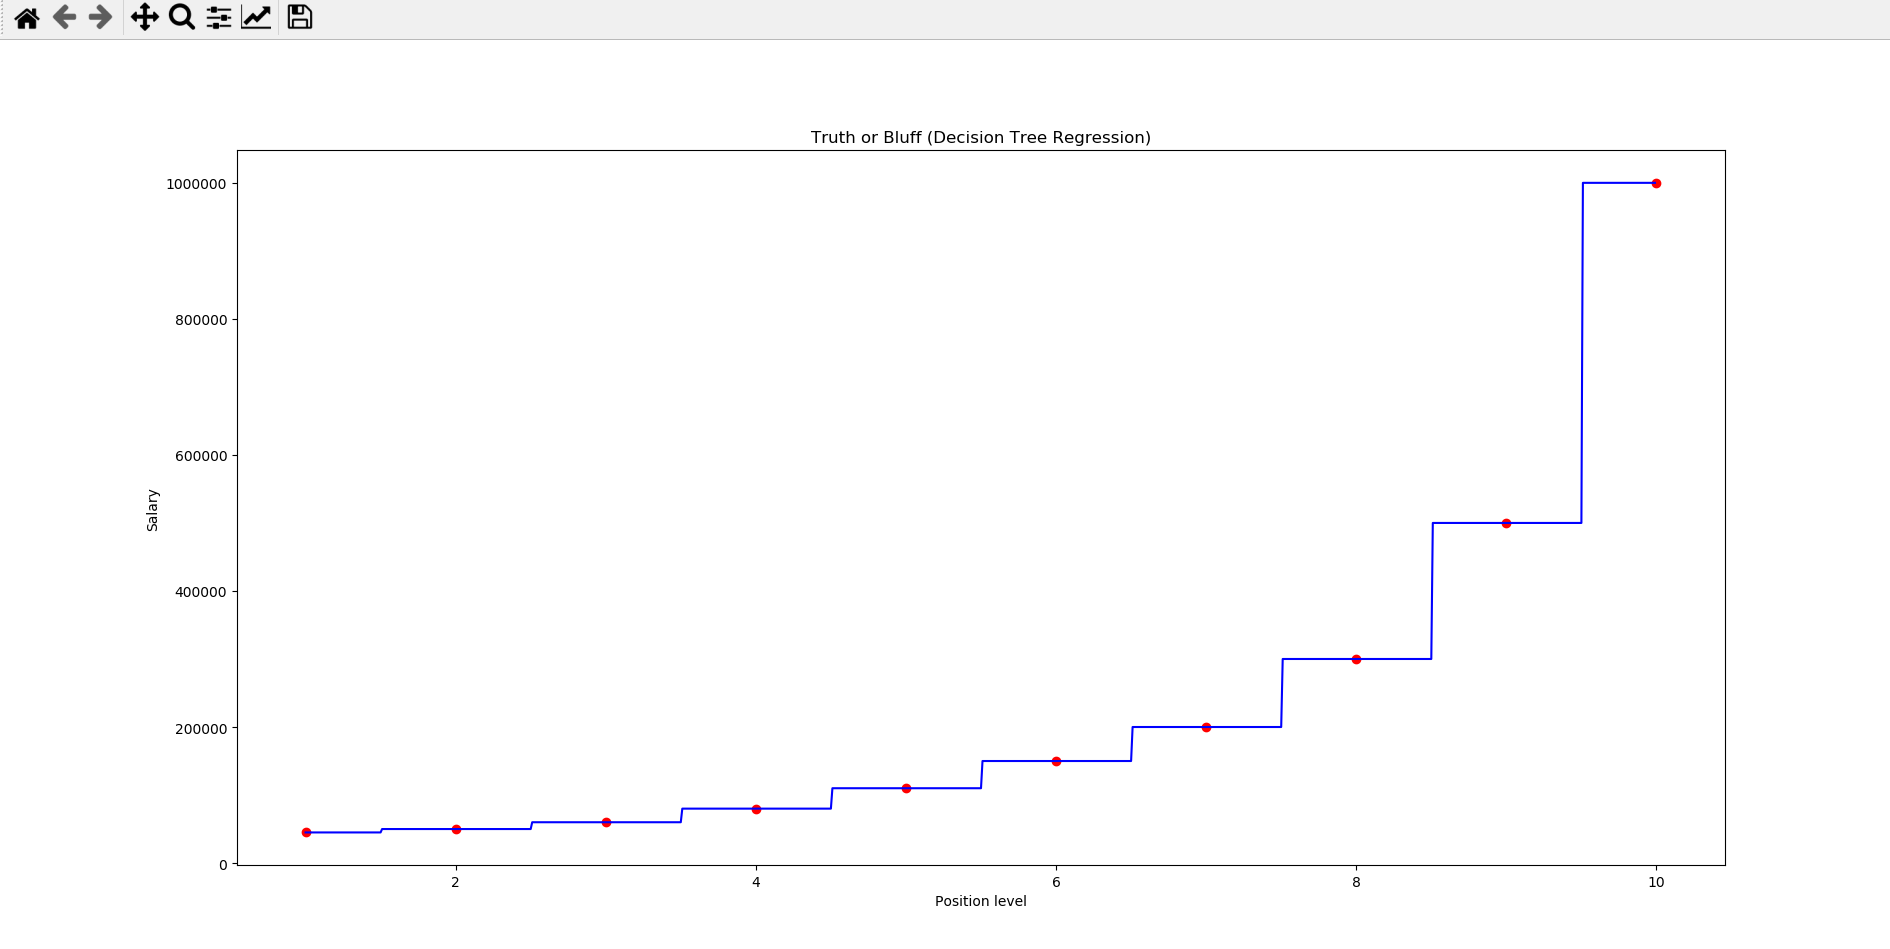 Truth or Bluff (Decision Tree Regression)
1000000
800000
600000
400000
200000
0
Salary
2 4 6 8 10
Position level